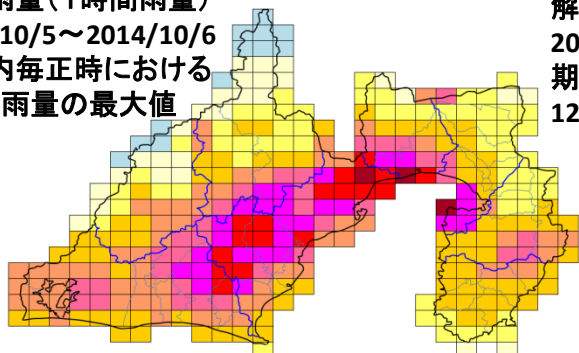 雨量(1時間雨量)
10/5～2014/10/6
内毎正時における
雨量の最大値
解
20
期
12